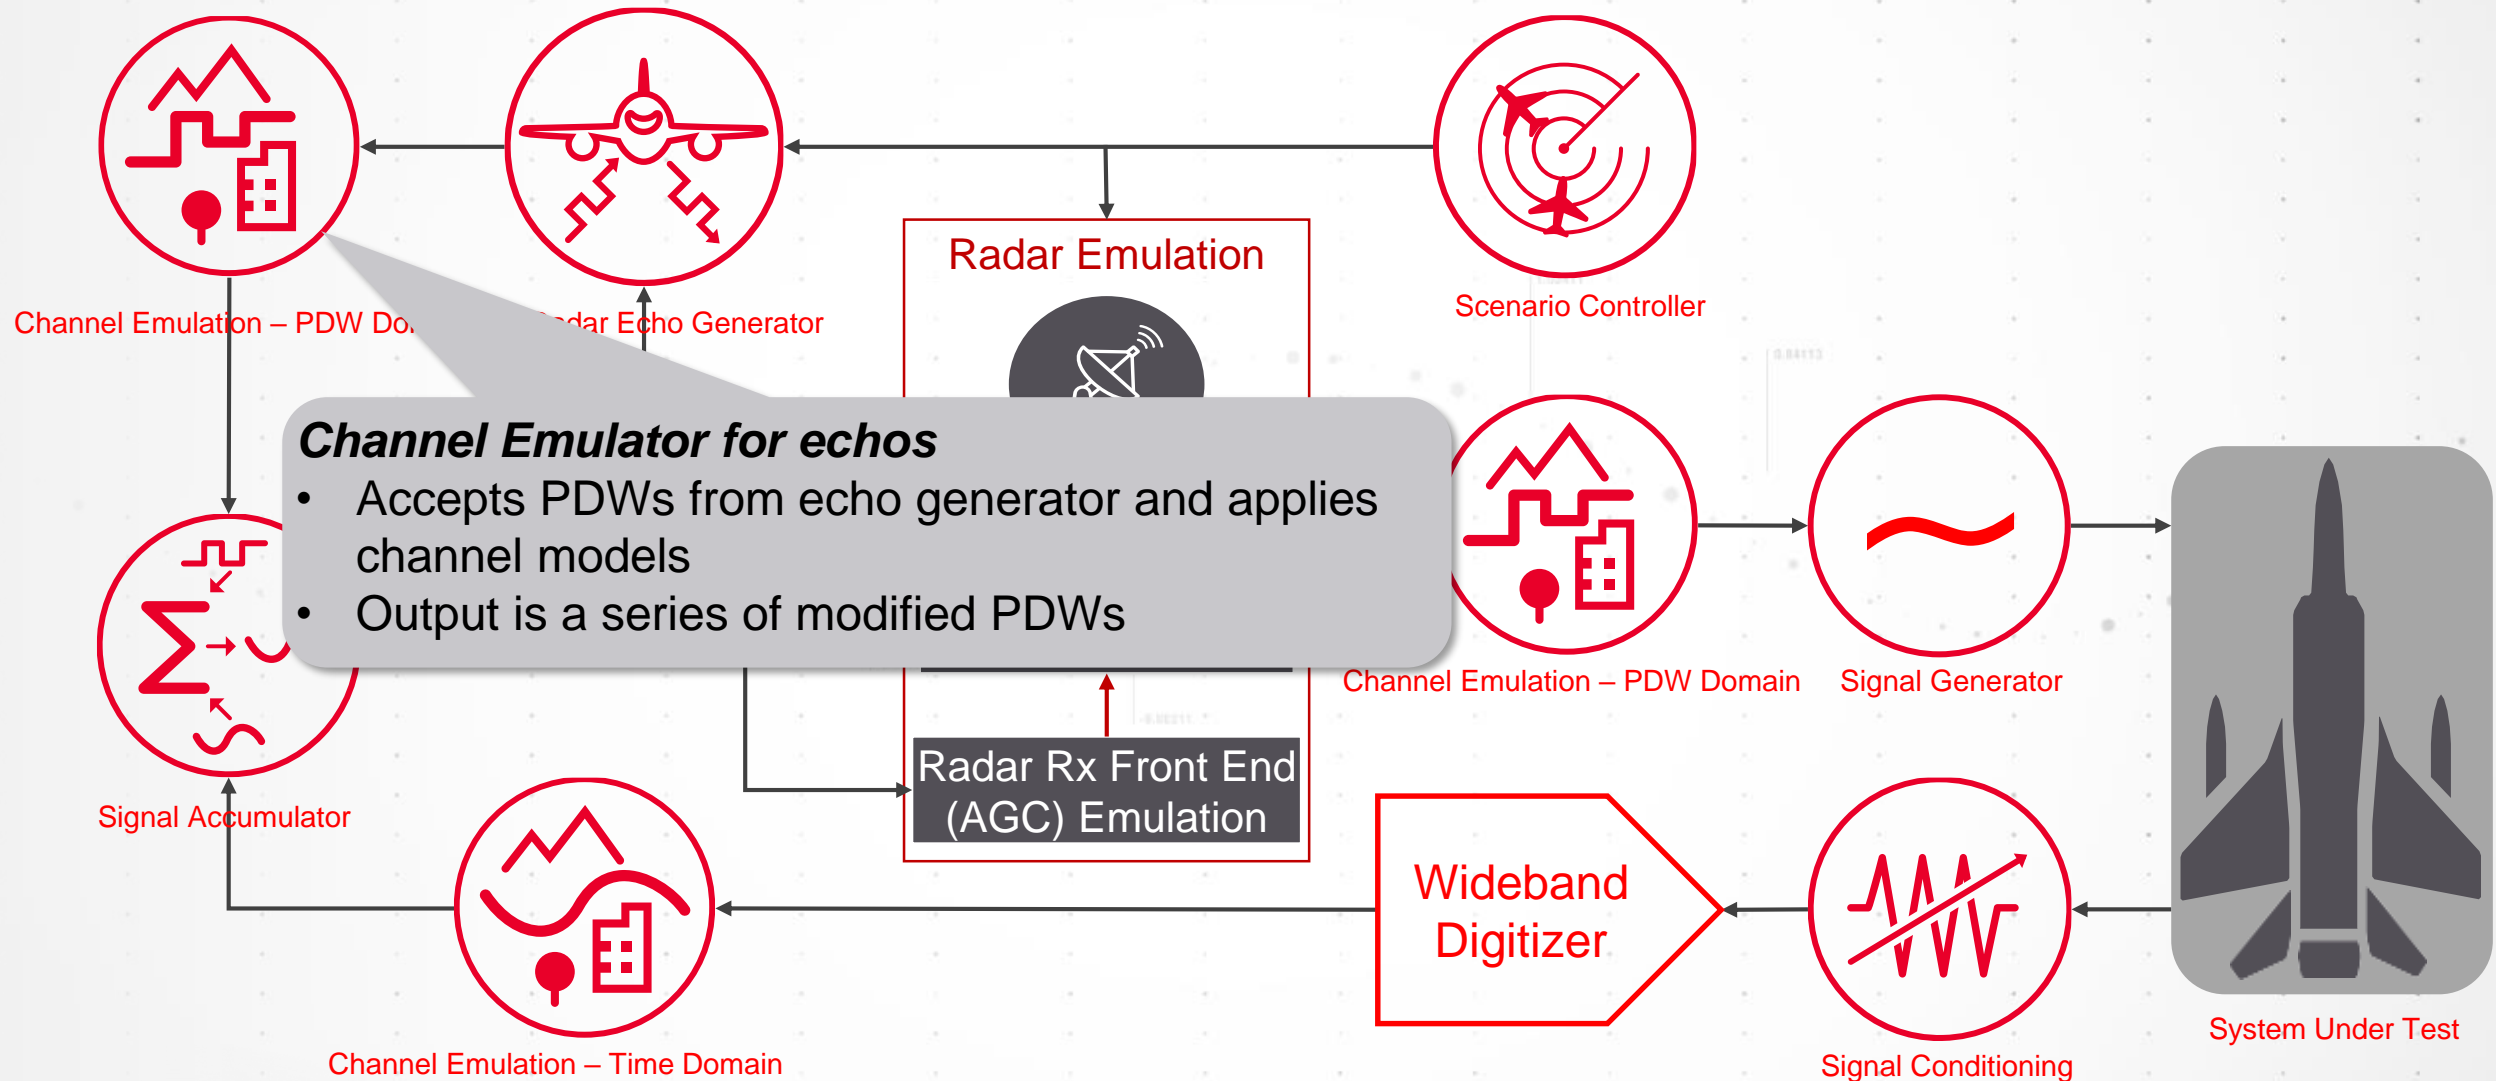 Radar Emulation
Scenario Controller
Channel Emulation – PDW
Echo Generator
Channel Emulator for echos
• Accepts PDWs from echo generator and applies
channel models
• Output is a series of modified PDWs
Channel Emulation – PDW Domain
Signal Generator
Radar Rx Front End
(AGC) Emulation
Signal Accumulator
Wideband
Digitizer
System Under Test
Channel Emulation – Time Domain
Signal Conditioning